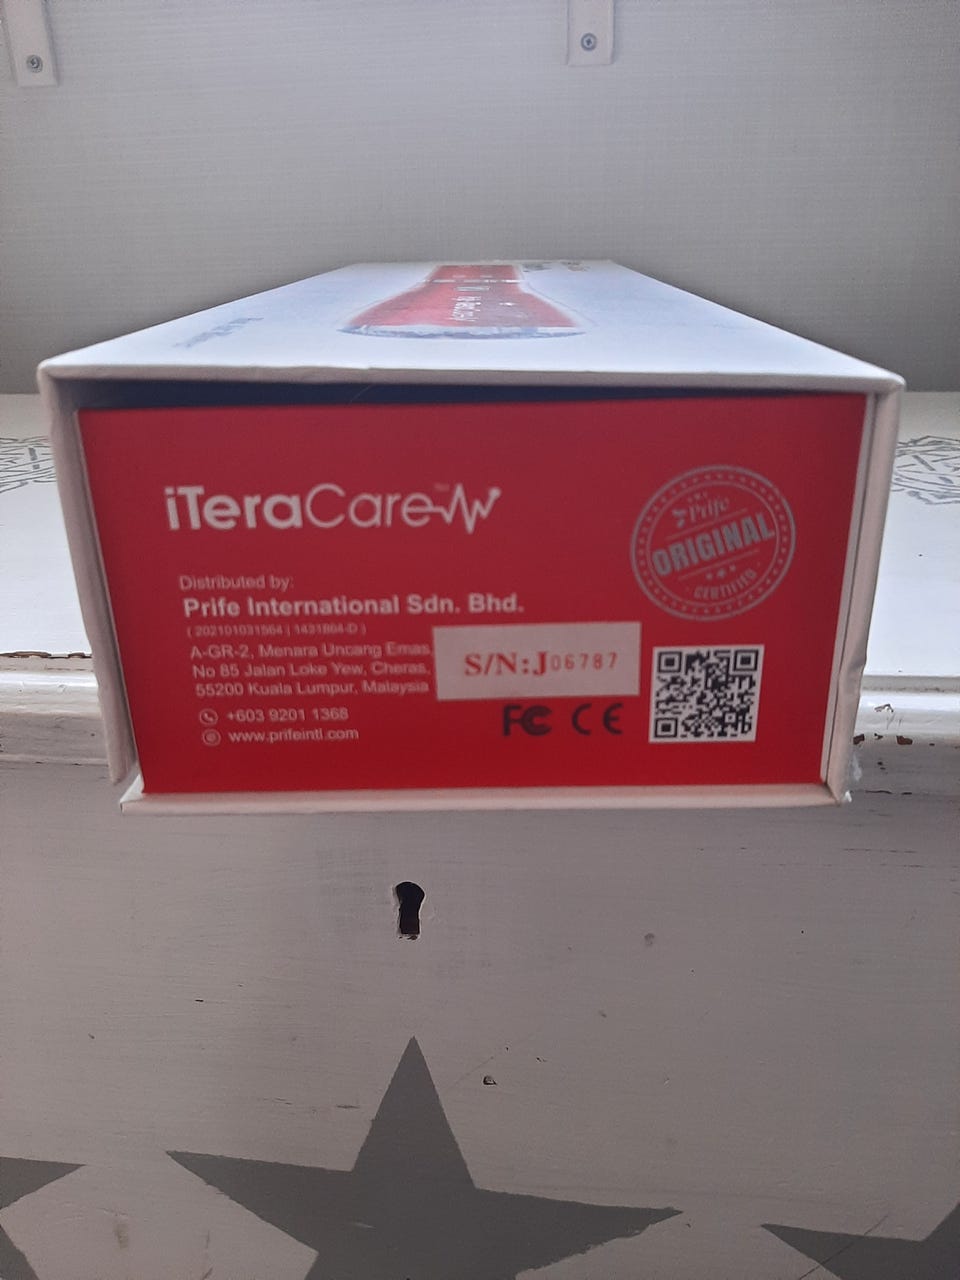 iTeraCare
Distributed by:
Prife International Sdn. Bhd.
( 202101031564 | 1431864-D )
A-GR-2, Menara Uncang Emas,
No 85 Jalan Loke Yew, Cheras,
55200 Kuala Lumpur, Malaysia
+603 9201 1368
www.prifeintl.com
Prife
ORIGINAL
CERTIFIED
S/N:J06787
FC CE